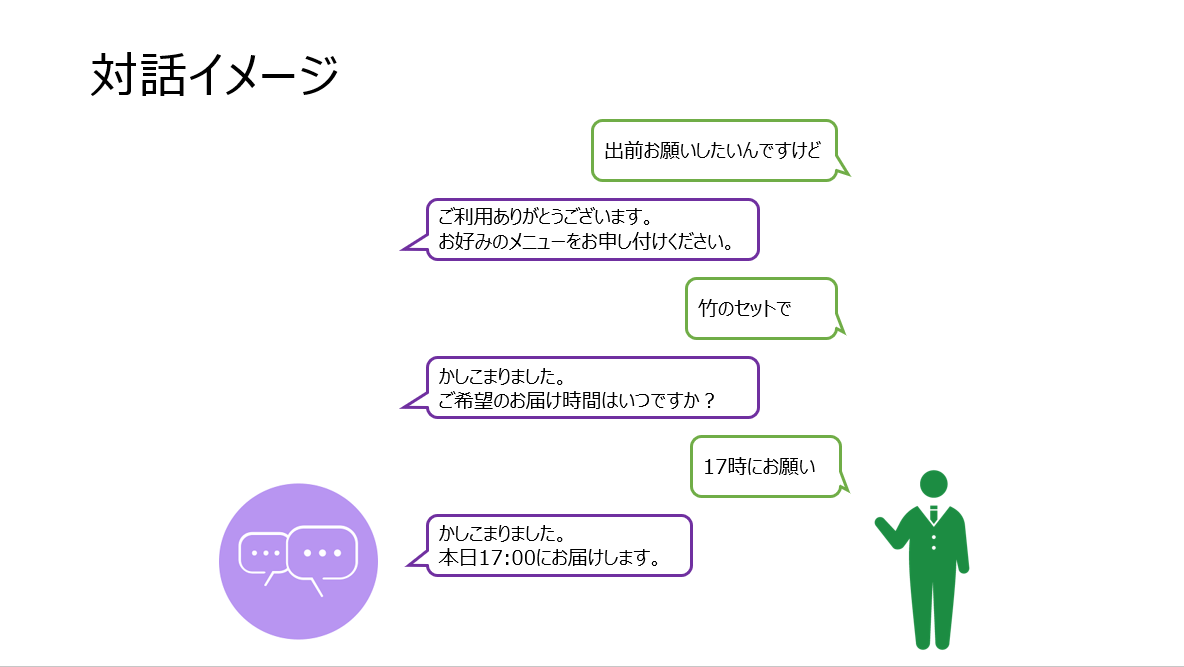 対話イメージ
出前お願いしたいんですけど
ご利用ありがとうございます。
お好みのメニューをお申し付けください。
竹のセットで
かしこまりました。
ご希望のお届け時間はいつですか？
17時にお願い
かしこまりました。
本日17:00にお届けします。